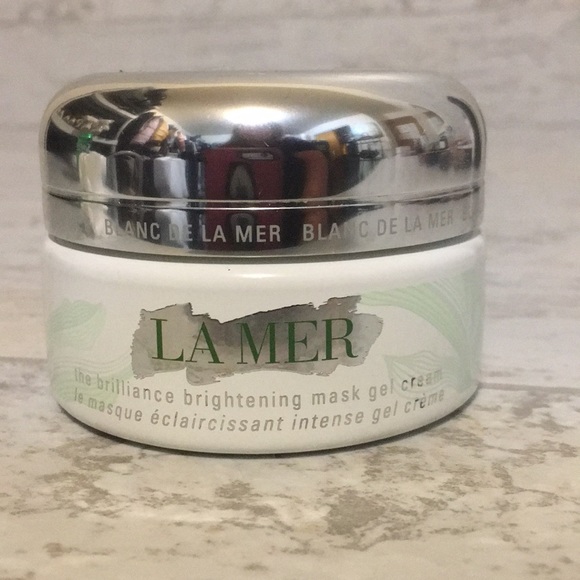 BLANC DE LA MER BLANC DE LA MER
LA MER
the brilliance brightening mask gel cream
le masque éclaircissant intense gel crème